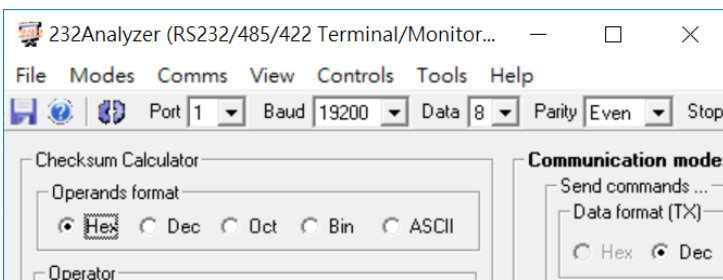 232Analyzer (RS232/485/422 Terminal/Monitor...
File Modes Comms View Controls Tools Help
Port 1 Baud 19200 Data 8 Parity Even Stop
Checksum Calculator
Operands format
Hex Dec Oct Bin ASCII
Operator
Communication mode
Send commands ...
Data format (TX)
Hex Dec